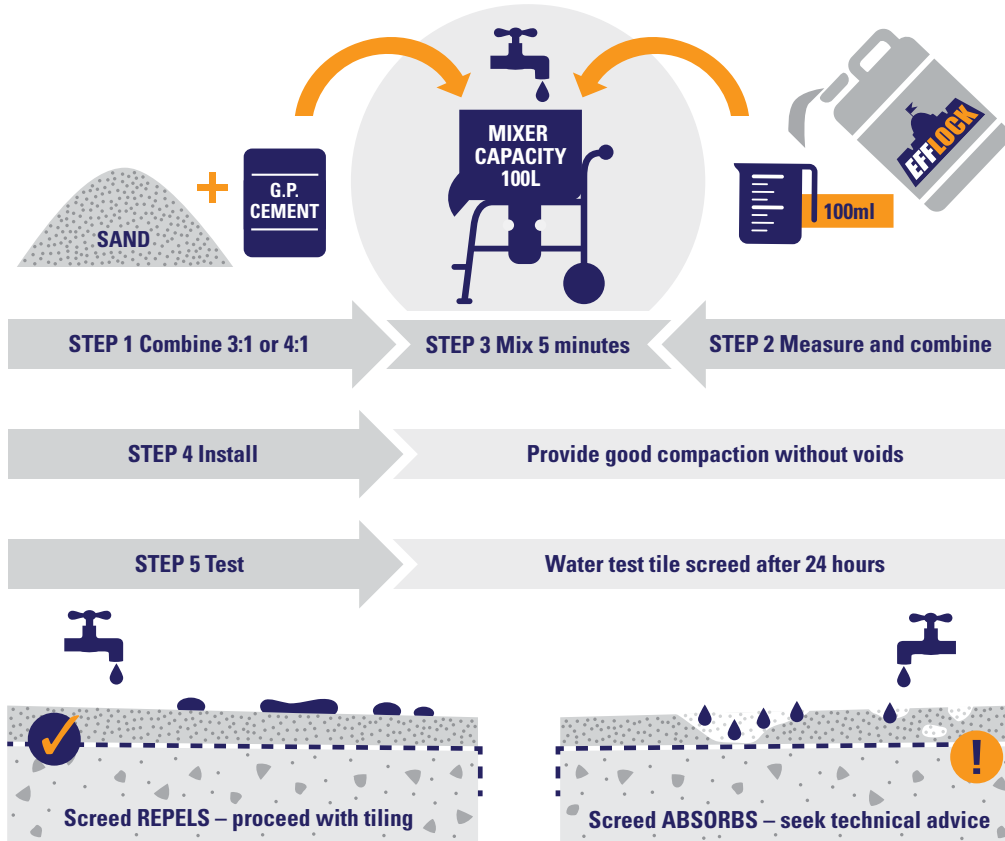 MIXER
CAPACITY
100L
G.P.
CEMENT
SAND
EFFLOCK
100ml
STEP 1 Combine 3:1 or 4:1
STEP 3 Mix 5 minutes
STEP 2 Measure and combine
STEP 4 Install
Provide good compaction without voids
STEP 5 Test
Water test tile screed after 24 hours
Screed REPELS – proceed with tiling
Screed ABSORBS – seek technical advice